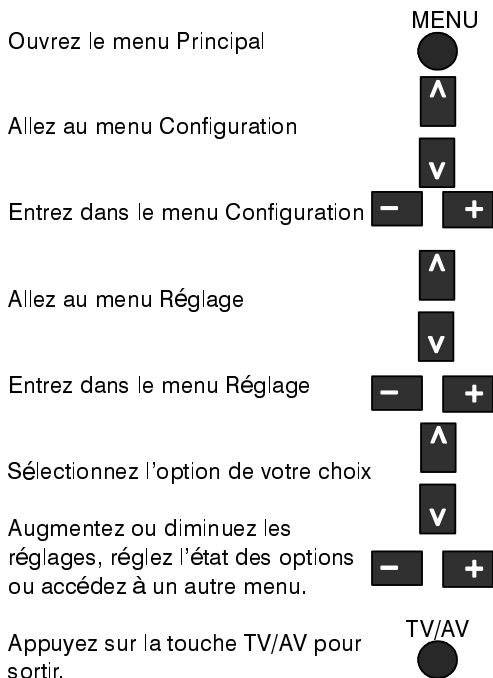 MENU
Ouvrez le menu Principal
^
Allez au menu Configuration
v
Entrez dans le menu Configuration − +
^
Allez au menu Réglage
v
Entrez dans le menu Réglage − +
^
Sélectionnez l'option de votre choix
v
Augmentez ou diminuez les
réglages, réglez l'état des options − +
ou accédez à un autre menu.
TV/AV
Appuyez sur la touche TV/AV pour
sortir.